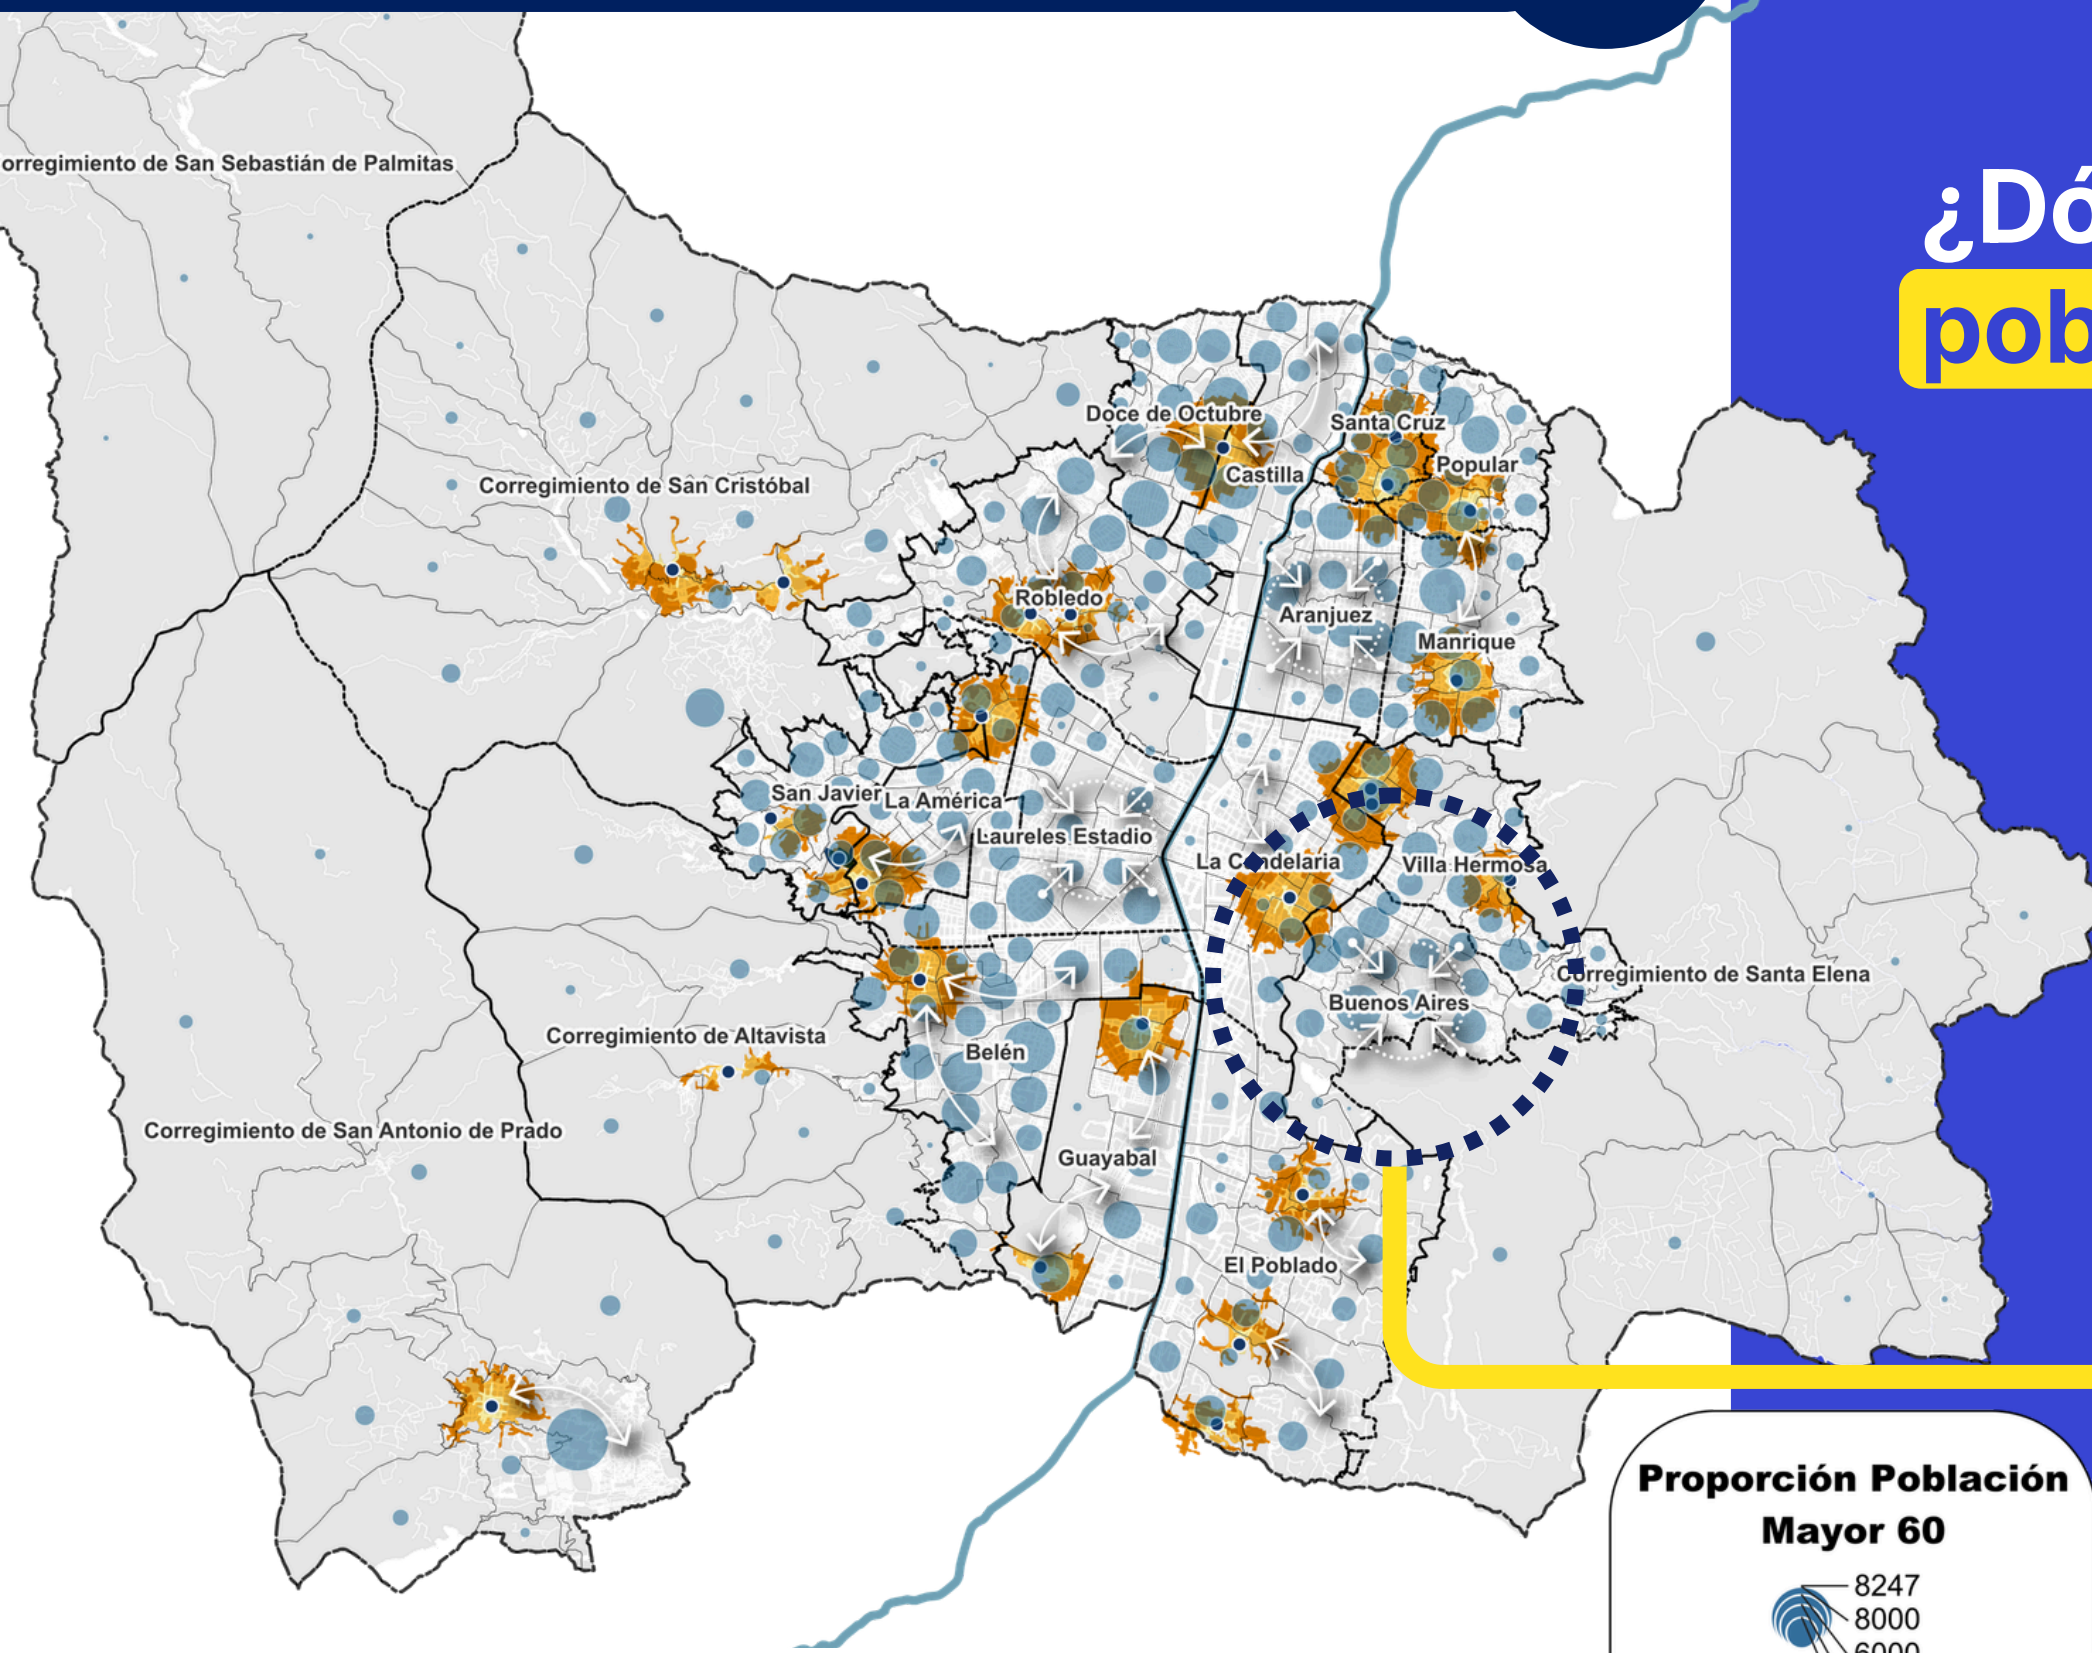 ¿Dó
pob
orregimiento de San Sebastián de Palmitas
Doce de Octubre
Santa Cruz
Popular
Castilla
Corregimiento de San Cristóbal
Robledo
Aranjuez
Manrique
San Javier
La América
Laureles Estadio
La Candelaria
Villa Hermosa
Corregimiento de Santa Elena
Buenos Aires
Corregimiento de Altavista
Belén
Corregimiento de San Antonio de Prado
Guayabal
El Poblado
Proporción Población
Mayor 60
8247
8000
6000